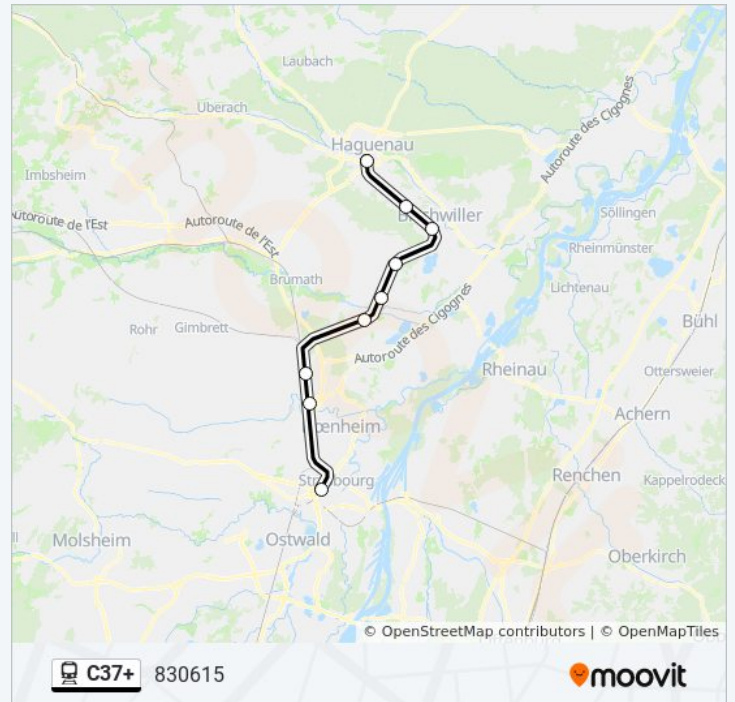 Laubach
Uberach
Haguenau
Autoroute des Cigognes
Imbsheim
Autoroute de l'Est
Autoroute de l'Est
Söllingen
Rheinmünster
Brumath
Lichtenau
Rohr
Gimbrett
Autoroute des Cigognes
Bühl
Rheinau
Ottersweier
Achern
Renchen
Kappelrodeck
Molsheim
Ostwald
Oberkirch
© OpenStreetMap contributors | © OpenMapTiles
C37+ 830615 moovit